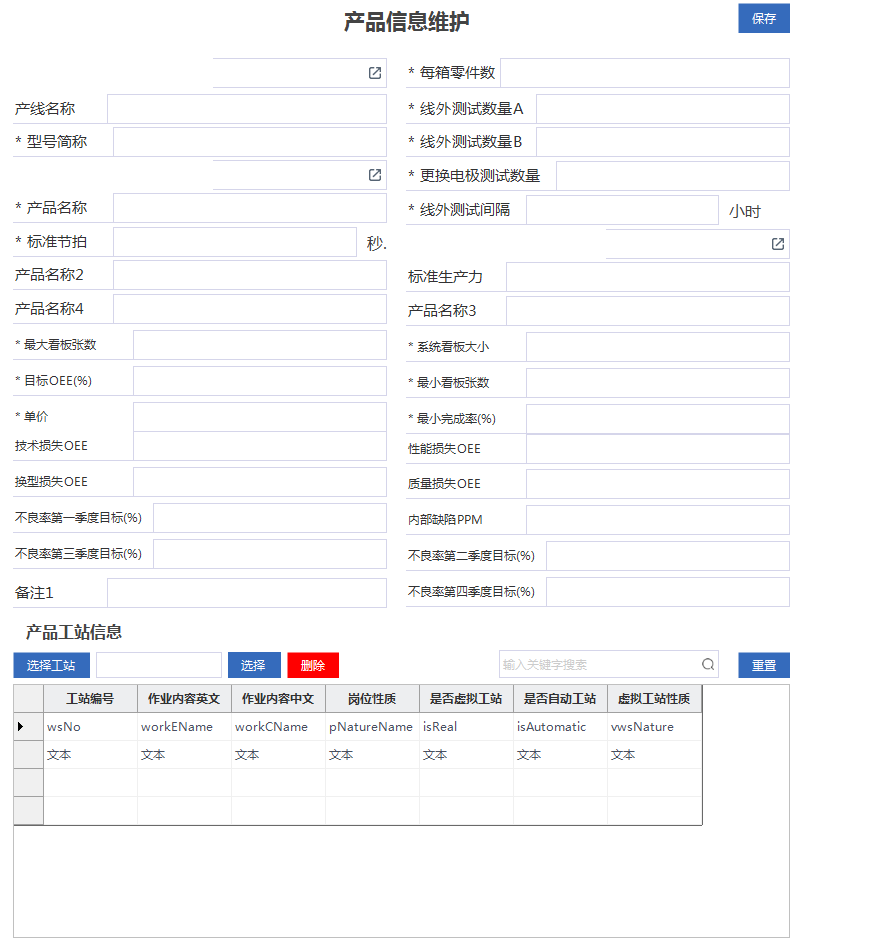 产品信息维护
保存
* 每箱零件数
产线名称
* 线外测试数量A
* 型号简称
* 线外测试数量B
* 更换电极测试数量
* 产品名称
* 线外测试间隔
小时
* 标准节拍
秒.
产品名称2
标准生产力
产品名称4
产品名称3
* 最大看板张数
* 系统看板大小
* 目标OEE(%)
* 最小看板张数
* 单价
* 最小完成率(%)
技术损失OEE
性能损失OEE
换型损失OEE
质量损失OEE
不良率第一季度目标(%)
内部缺陷PPM
不良率第三季度目标(%)
不良率第二季度目标(%)
备注1
不良率第四季度目标(%)
产品工站信息
选择工站
选择
删除
输入关键字搜索
重置
工站编号 作业内容英文 作业内容中文 岗位性质 是否虚拟工站 是否自动工站 虚拟工站性质
wsNo workEName workCName pNatureName isReal isAutomatic vwsNature
文本 文本 文本 文本 文本 文本 文本